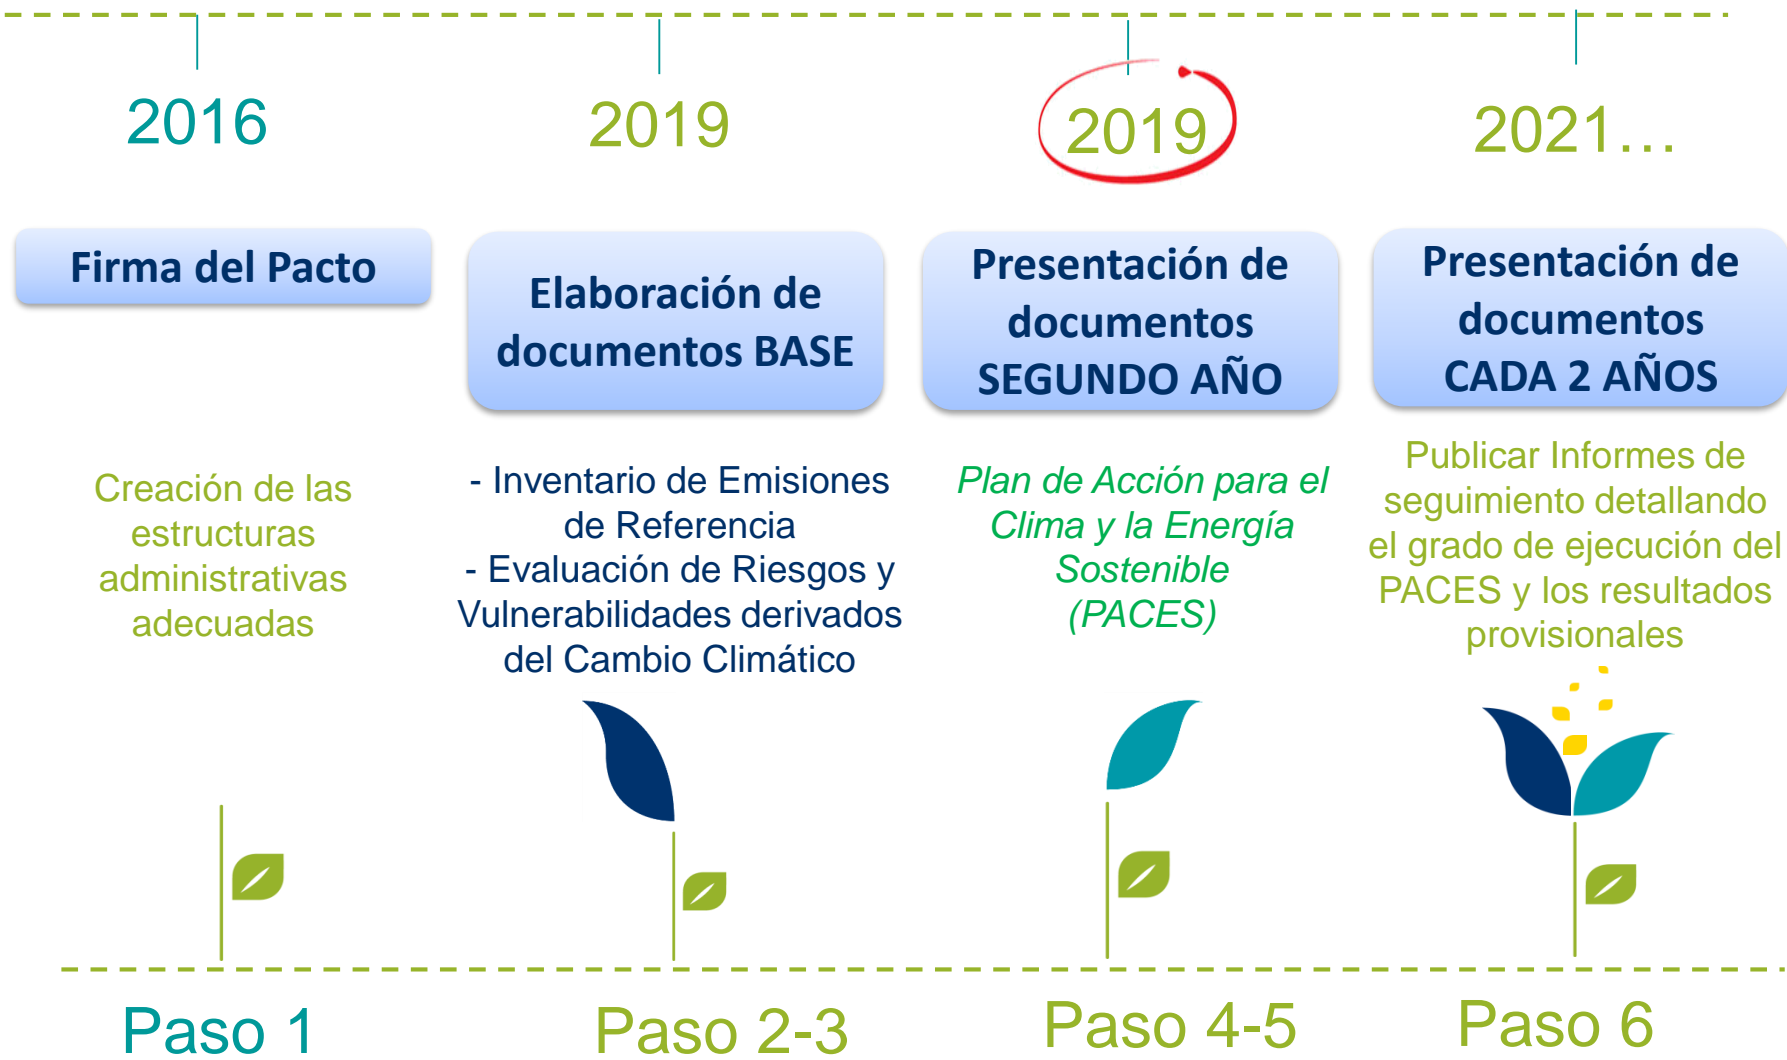 2016
2019
2019
2021...
Firma del Pacto
Elaboración de
documentos BASE
Presentación de
documentos
SEGUNDO AÑO
Presentación de
documentos
CADA 2 AÑOS
Creación de las
estructuras
administrativas
adecuadas
- Inventario de Emisiones
de Referencia
- Evaluación de Riesgos y
Vulnerabilidades derivados
del Cambio Climático
Plan de Acción para el
Clima y la Energía
Sostenible
(PACES)
Publicar Informes de
seguimiento detallando
el grado de ejecución del
PACES y los resultados
provisionales
Paso 1
Paso 2-3
Paso 4-5
Paso 6